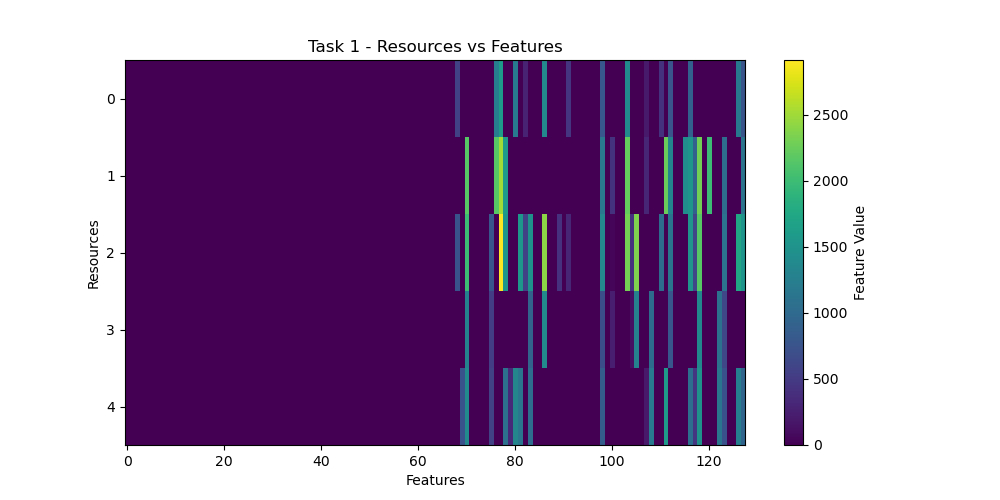 Task 1 - Resources vs Features
Resources
0
1
2
3
4
0 20 40 60 80 100 120
Features
2500
2000
1500
1000
500
0
Feature Value